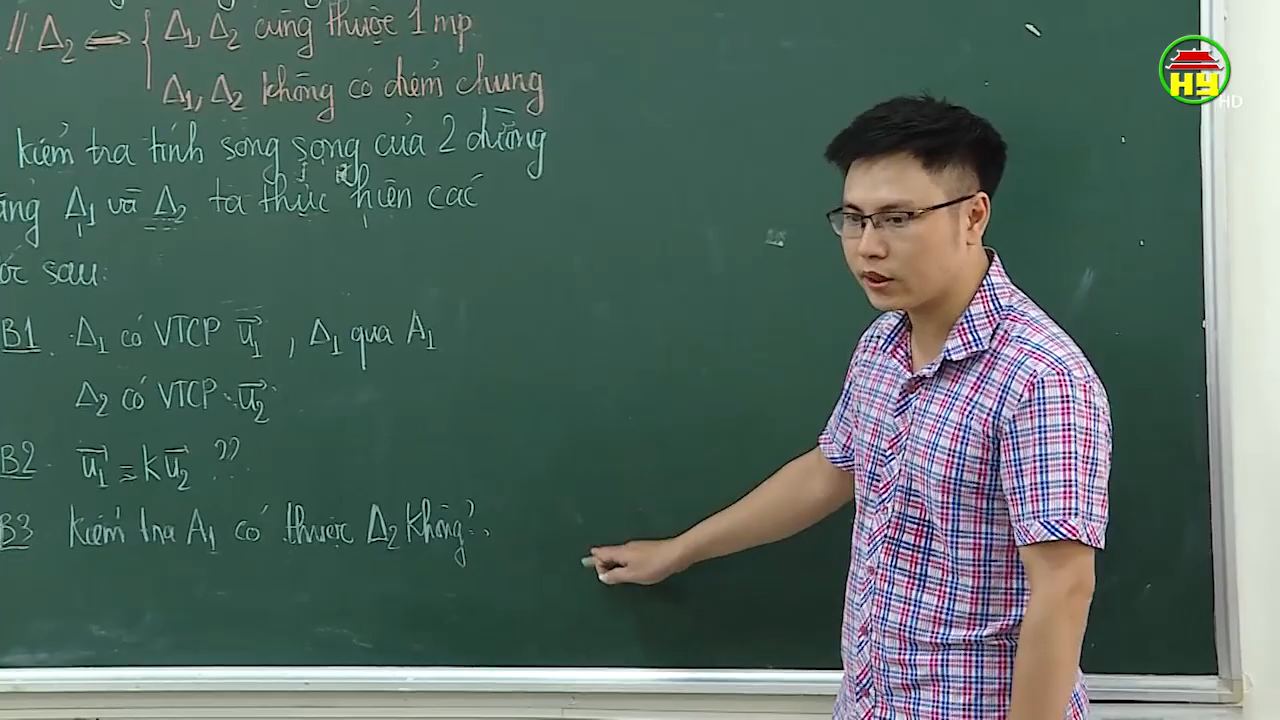 // Δ₂ ⟺ { Δ₁, Δ₂ cùng thuộc 1 mp
Δ₁, Δ₂ không có điểm chung
kiểm tra tính song song của 2 đường
Δ₁ và Δ₂ ta thực hiện các
sau:
B1. Δ₁ có VTCP u₁⃗ , Δ₁ qua A₁
Δ₂ có VTCP u₂⃗
B2. u₁⃗ = k u₂⃗ ??
B3 kiểm tra A₁ có thuộc Δ₂ không?
HY
HD